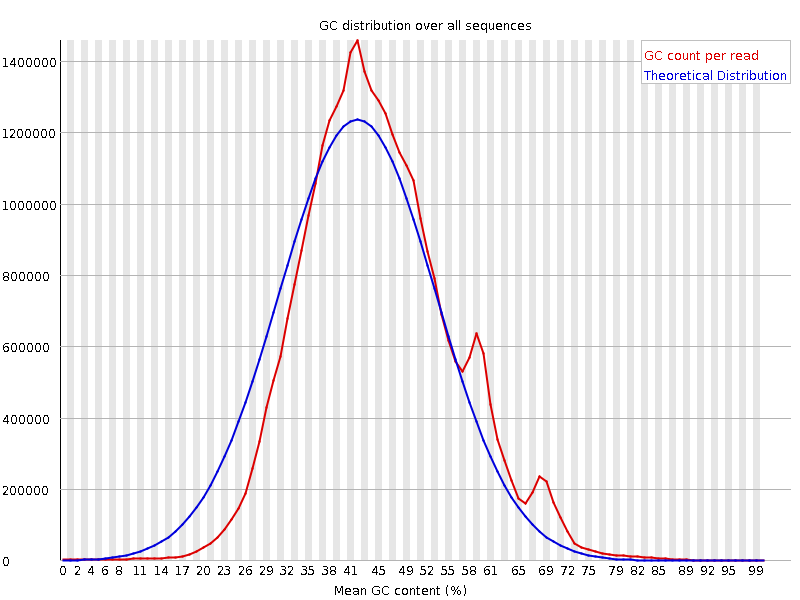 GC distribution over all sequences
GC count per read
Theoretical Distribution
1400000
1200000
1000000
800000
600000
400000
200000
0
0 2 4 6 8 11 14 17 20 23 26 29 32 35 38 41 45 49 52 55 58 61 65 69 72 75 79 82 85 89 92 95 99
Mean GC content (%)